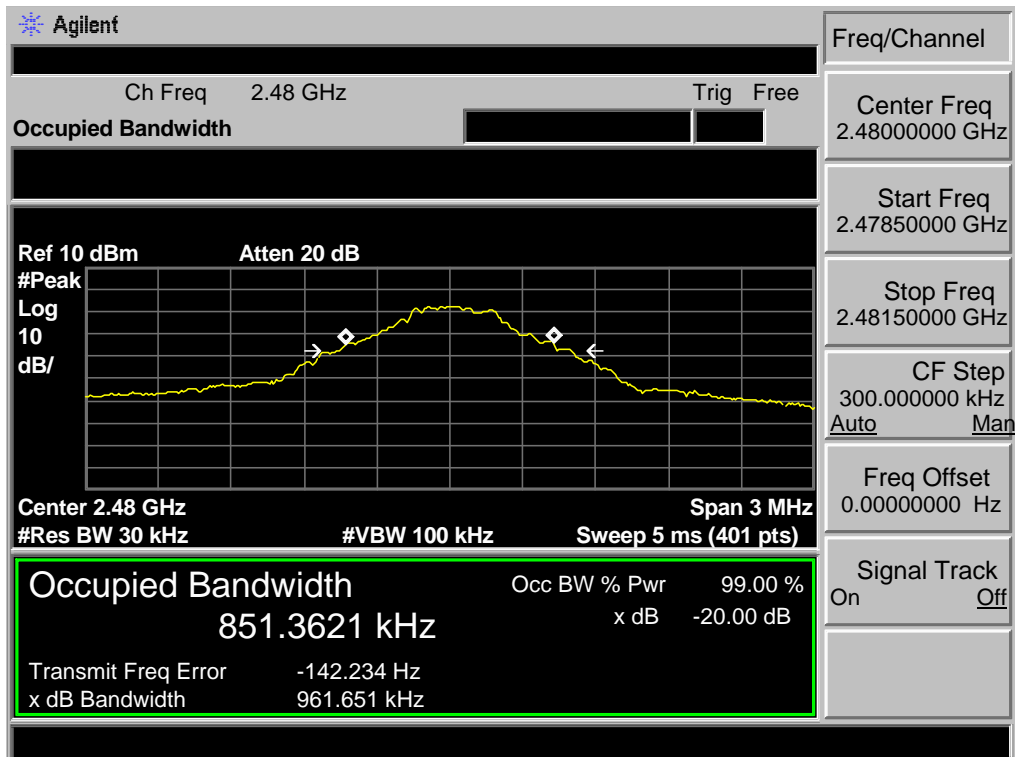 Agilent
Freq/Channel
Ch Freq 2.48 GHz Trig Free
Occupied Bandwidth
Center Freq
2.48000000 GHz
Start Freq
2.47850000 GHz
Ref 10 dBm Atten 20 dB
#Peak
Log
10
dB/
Stop Freq
2.48150000 GHz
CF Step
300.000000 kHz
Auto Man
Freq Offset
0.00000000 Hz
Center 2.48 GHz Span 3 MHz
#Res BW 30 kHz #VBW 100 kHz Sweep 5 ms (401 pts)
Signal Track
On Off
Occupied Bandwidth Occ BW % Pwr 99.00 %
851.3621 kHz x dB -20.00 dB
Transmit Freq Error -142.234 Hz
x dB Bandwidth 961.651 kHz